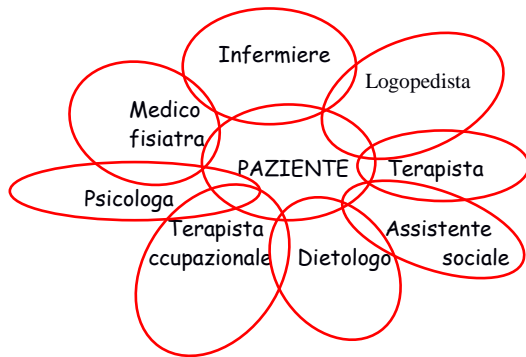 Infermiere
Logopedista
Medico
fisiatra
PAZIENTE
Terapista
Psicologa
Terapista
ccupazionale
Dietologo
Assistente
sociale